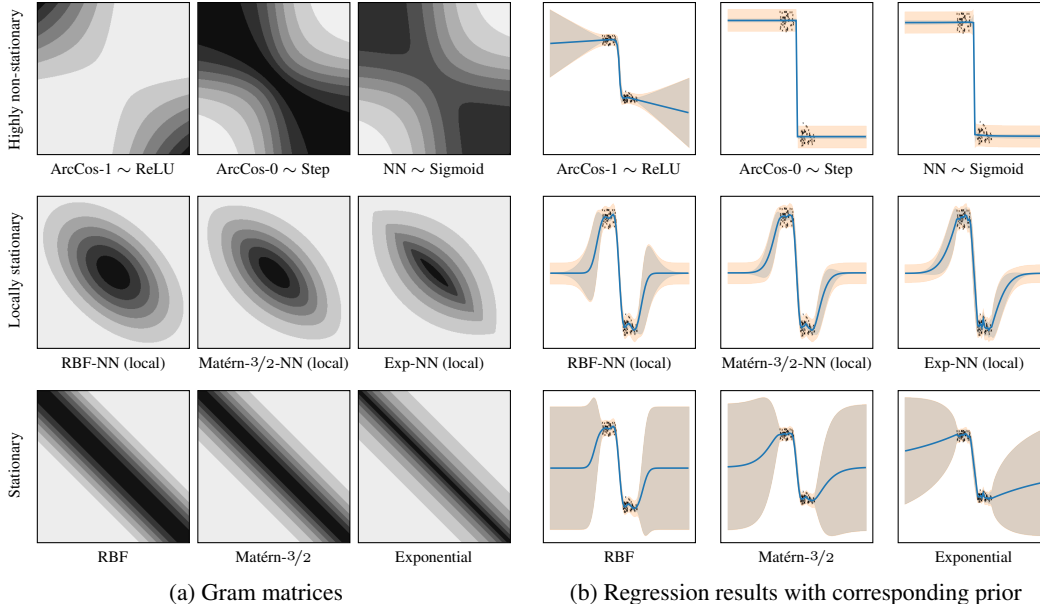 Highly non-stationary
ArcCos-1 ∼ ReLU ArcCos-0 ∼ Step NN ∼ Sigmoid ArcCos-1 ∼ ReLU ArcCos-0 ∼ Step NN ∼ Sigmoid
Locally stationary
RBF-NN (local) Matérn-3/2-NN (local) Exp-NN (local) RBF-NN (local) Matérn-3/2-NN (local) Exp-NN (local)
Stationary
RBF Matérn-3/2 Exponential RBF Matérn-3/2 Exponential
(a) Gram matrices (b) Regression results with corresponding prior